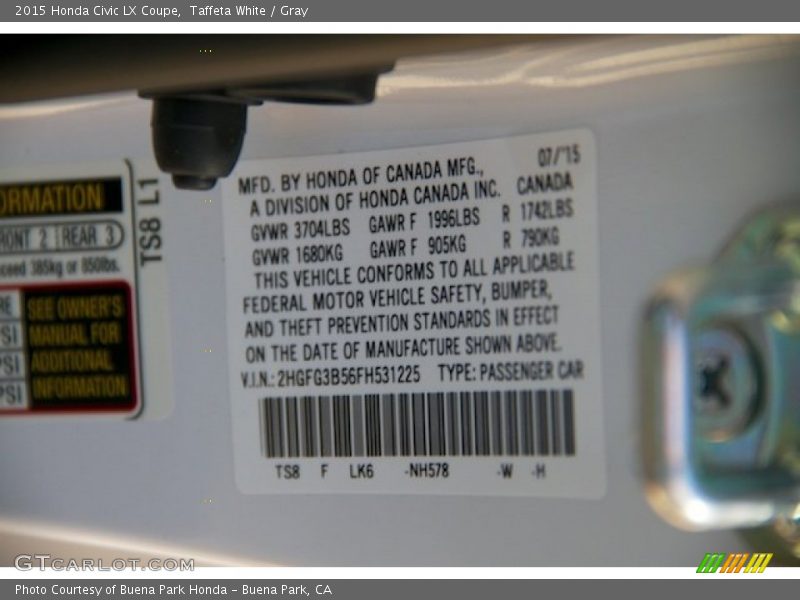 2015 Honda Civic LX Coupe,  Taffeta White / Gray
ORMATION
RONT 2 REAR 3
ceed 385kg or 850lbs.
RE
PSI
PSI
PSI
SEE OWNER'S
MANUAL FOR
ADDITIONAL
INFORMATION
TS8 L1
MFD. BY HONDA OF CANADA MFG., 07/'15
A DIVISION OF HONDA CANADA INC. CANADA
GVWR 3704LBS GAWR F 1996LBS R 1742LBS
GVWR 1680KG GAWR F 905KG R 790KG
THIS VEHICLE CONFORMS TO ALL APPLICABLE
FEDERAL MOTOR VEHICLE SAFETY, BUMPER,
AND THEFT PREVENTION STANDARDS IN EFFECT
ON THE DATE OF MANUFACTURE SHOWN ABOVE.
V.I.N.: 2HGFG3B56FH531225 TYPE: PASSENGER CAR
TS8 F LK6 -NH578 -W -H
GTCARLOT.COM
Photo Courtesy of Buena Park Honda - Buena Park, CA